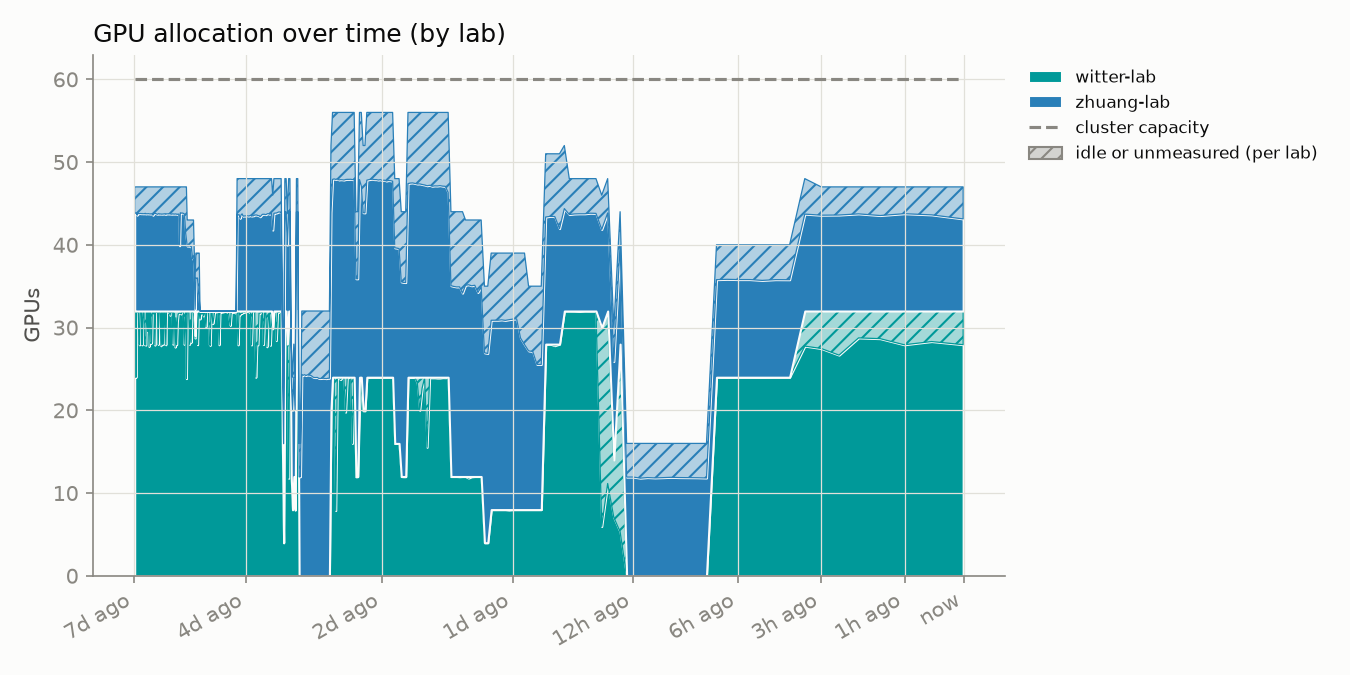 GPU allocation over time (by lab)
GPUs
60
50
40
30
20
10
0
7d ago
4d ago
2d ago
1d ago
12h ago
6h ago
3h ago
1h ago
now
witter-lab
zhuang-lab
cluster capacity
idle or unmeasured (per lab)